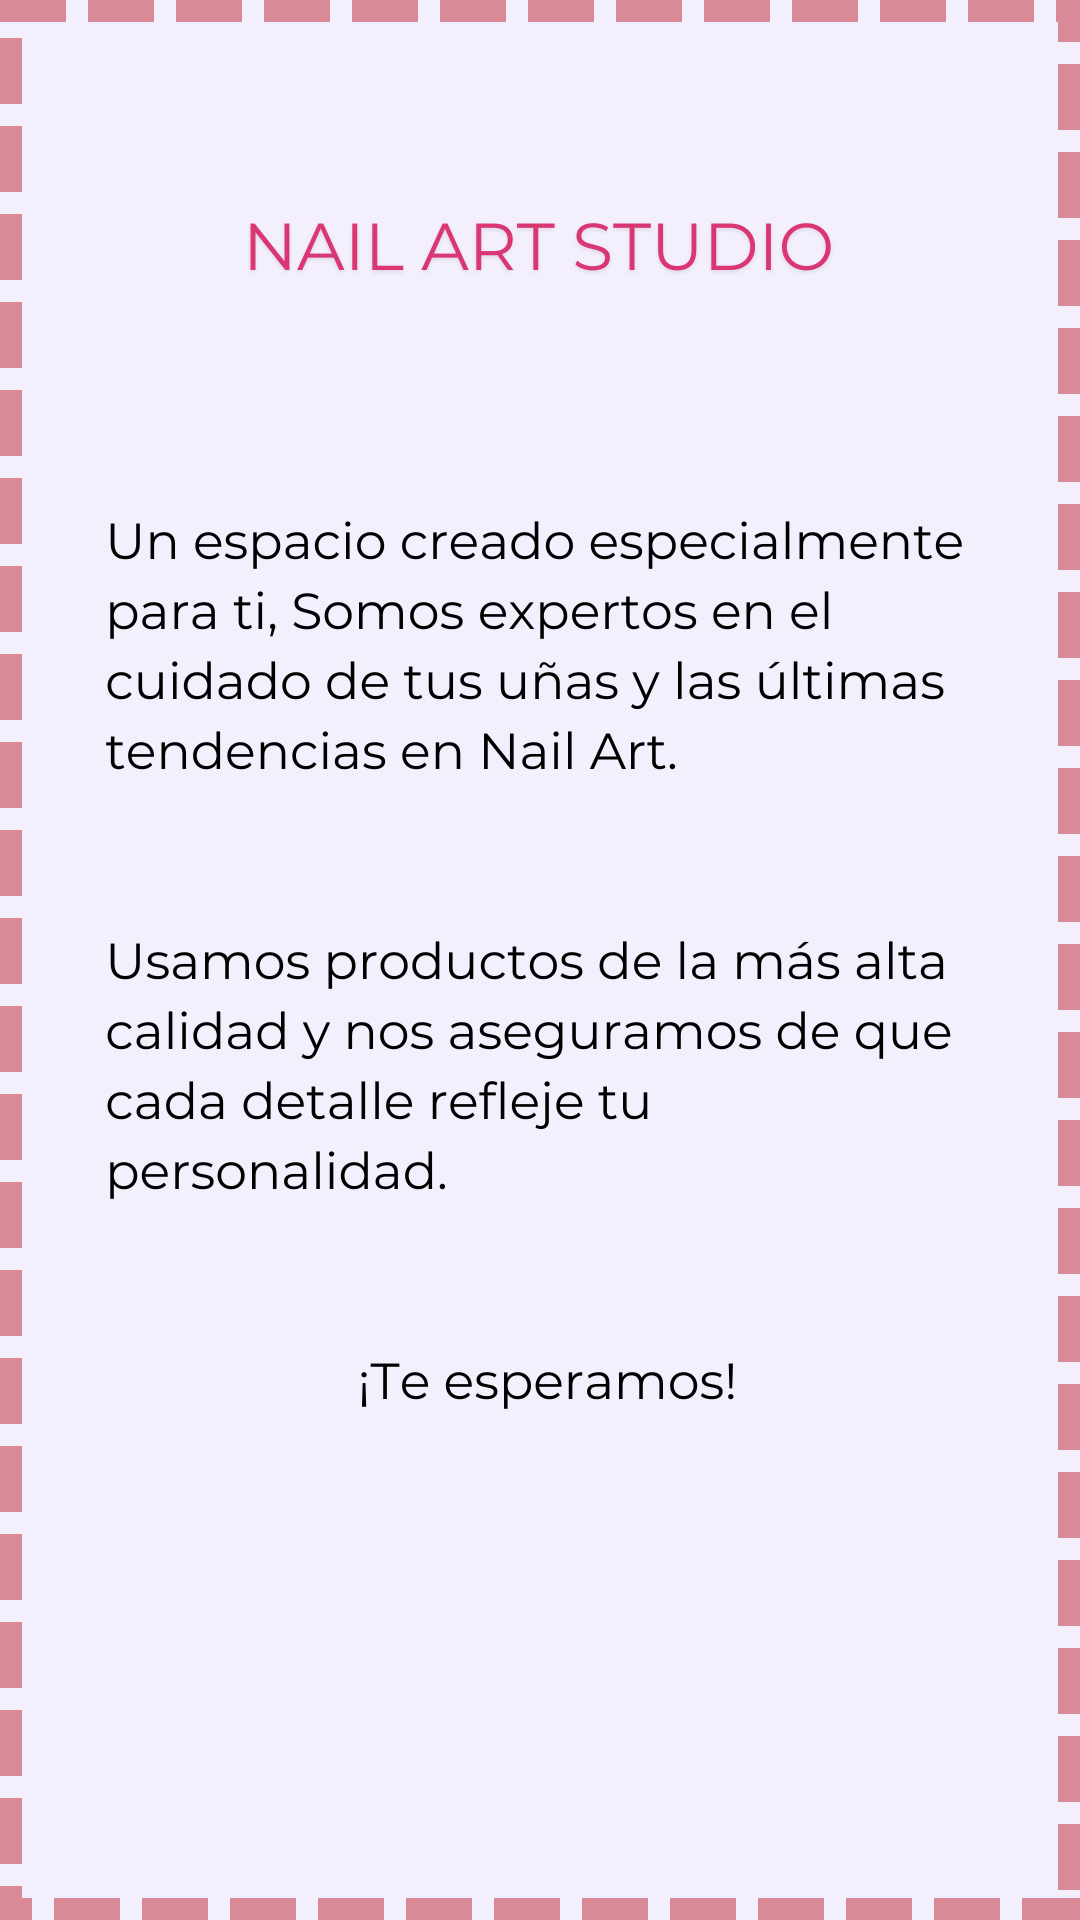 NAIL ART STUDIO
Un espacio creado especialmente
para ti, Somos expertos en el
cuidado de tus uñas y las últimas
tendencias en Nail Art.
Usamos productos de la más alta
calidad y nos aseguramos de que
cada detalle refleje tu
personalidad.
¡Te esperamos!